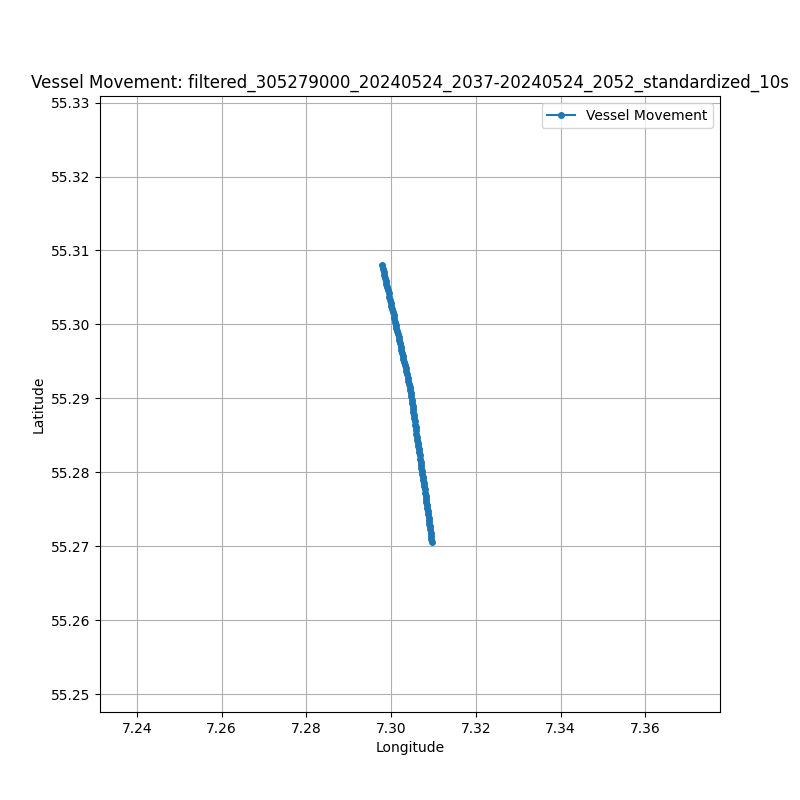 Vessel Movement: filtered_305279000_20240524_2037-20240524_2052_standardized_10s
Vessel Movement
55.33
55.32
55.31
55.30
55.29
55.28
55.27
55.26
55.25
Latitude
7.24 7.26 7.28 7.30 7.32 7.34 7.36
Longitude